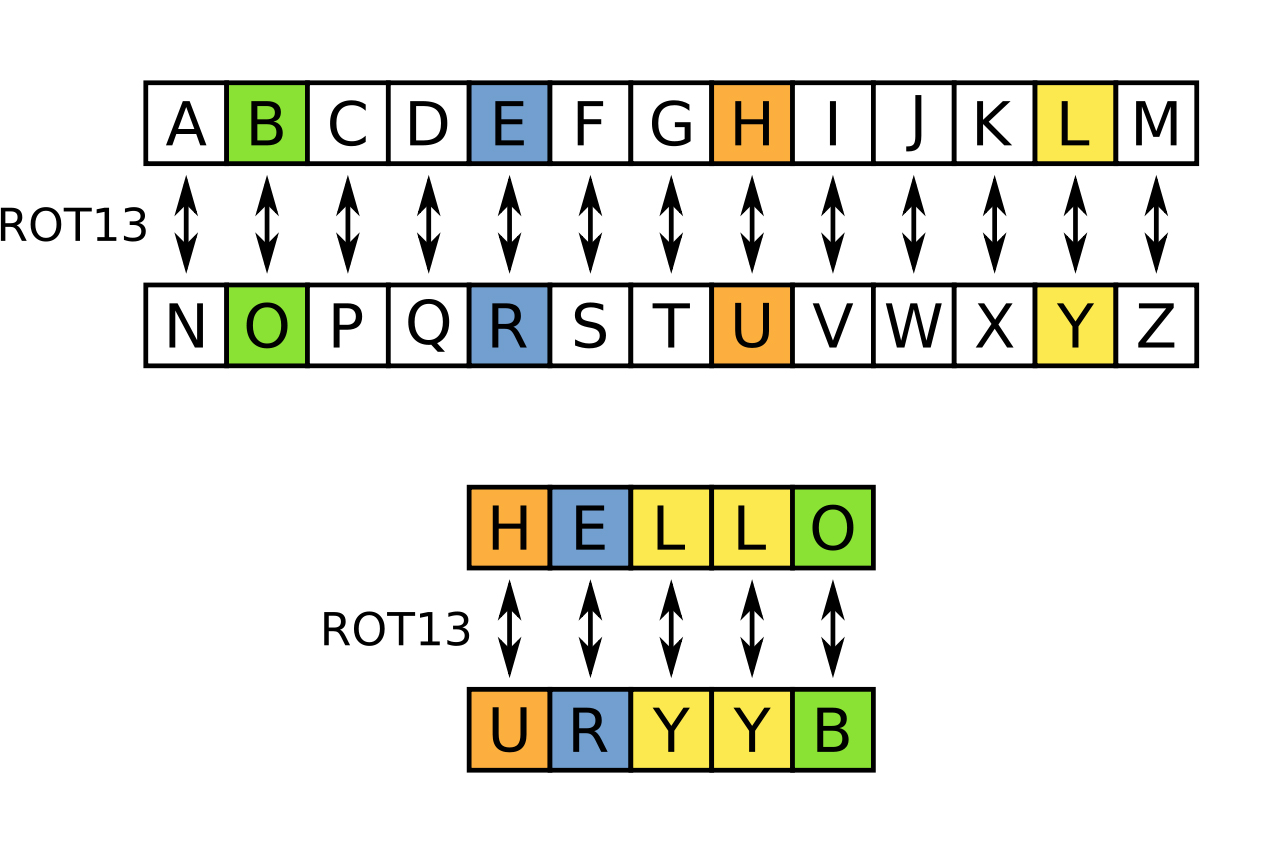 A B C D E F G H I J K L M
ROT13
N O P Q R S T U V W X Y Z
H E L L O
ROT13
U R Y Y B